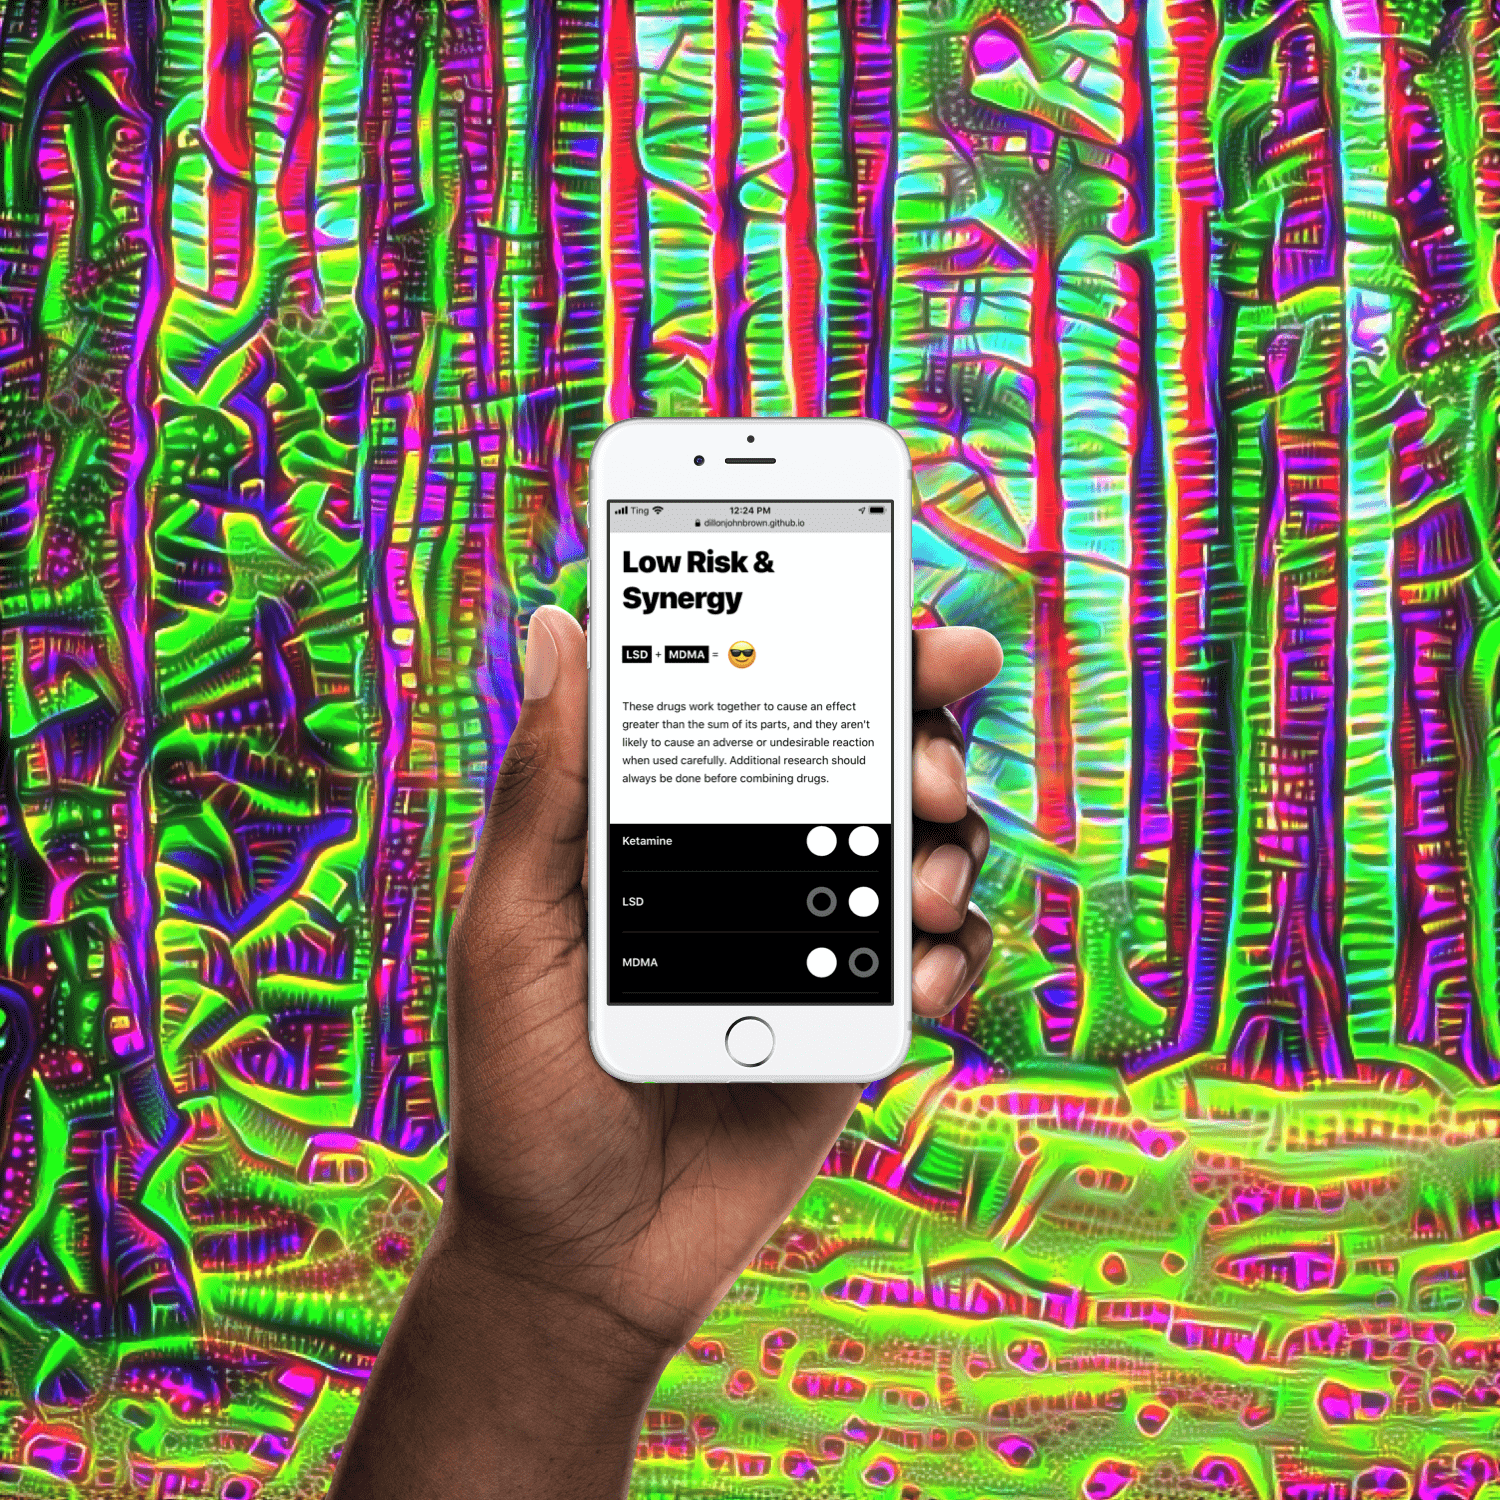 Ting 12:24 PM
dillonjohnbrown.github.io
Low Risk &
Synergy
LSD + MDMA =
These drugs work together to cause an effect
greater than the sum of its parts, and they aren't
likely to cause an adverse or undesirable reaction
when used carefully. Additional research should
always be done before combining drugs.
Ketamine
LSD
MDMA